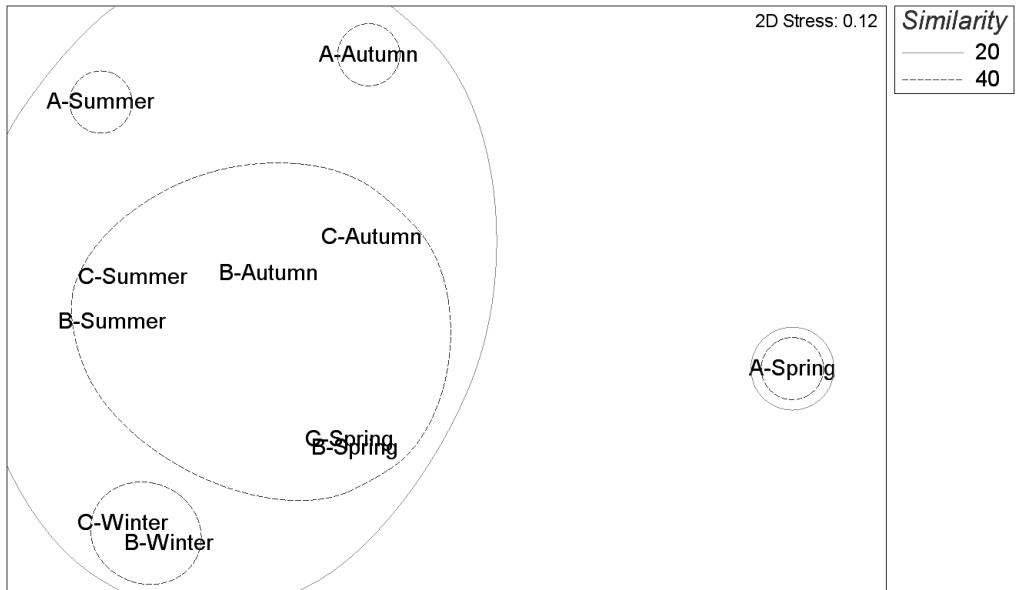 2D Stress: 0.12
Similarity
20
40
A-Autumn
A-Summer
C-Autumn
C-Summer
B-Autumn
B-Summer
A-Spring
C-Spring
B-Spring
C-Winter
B-Winter